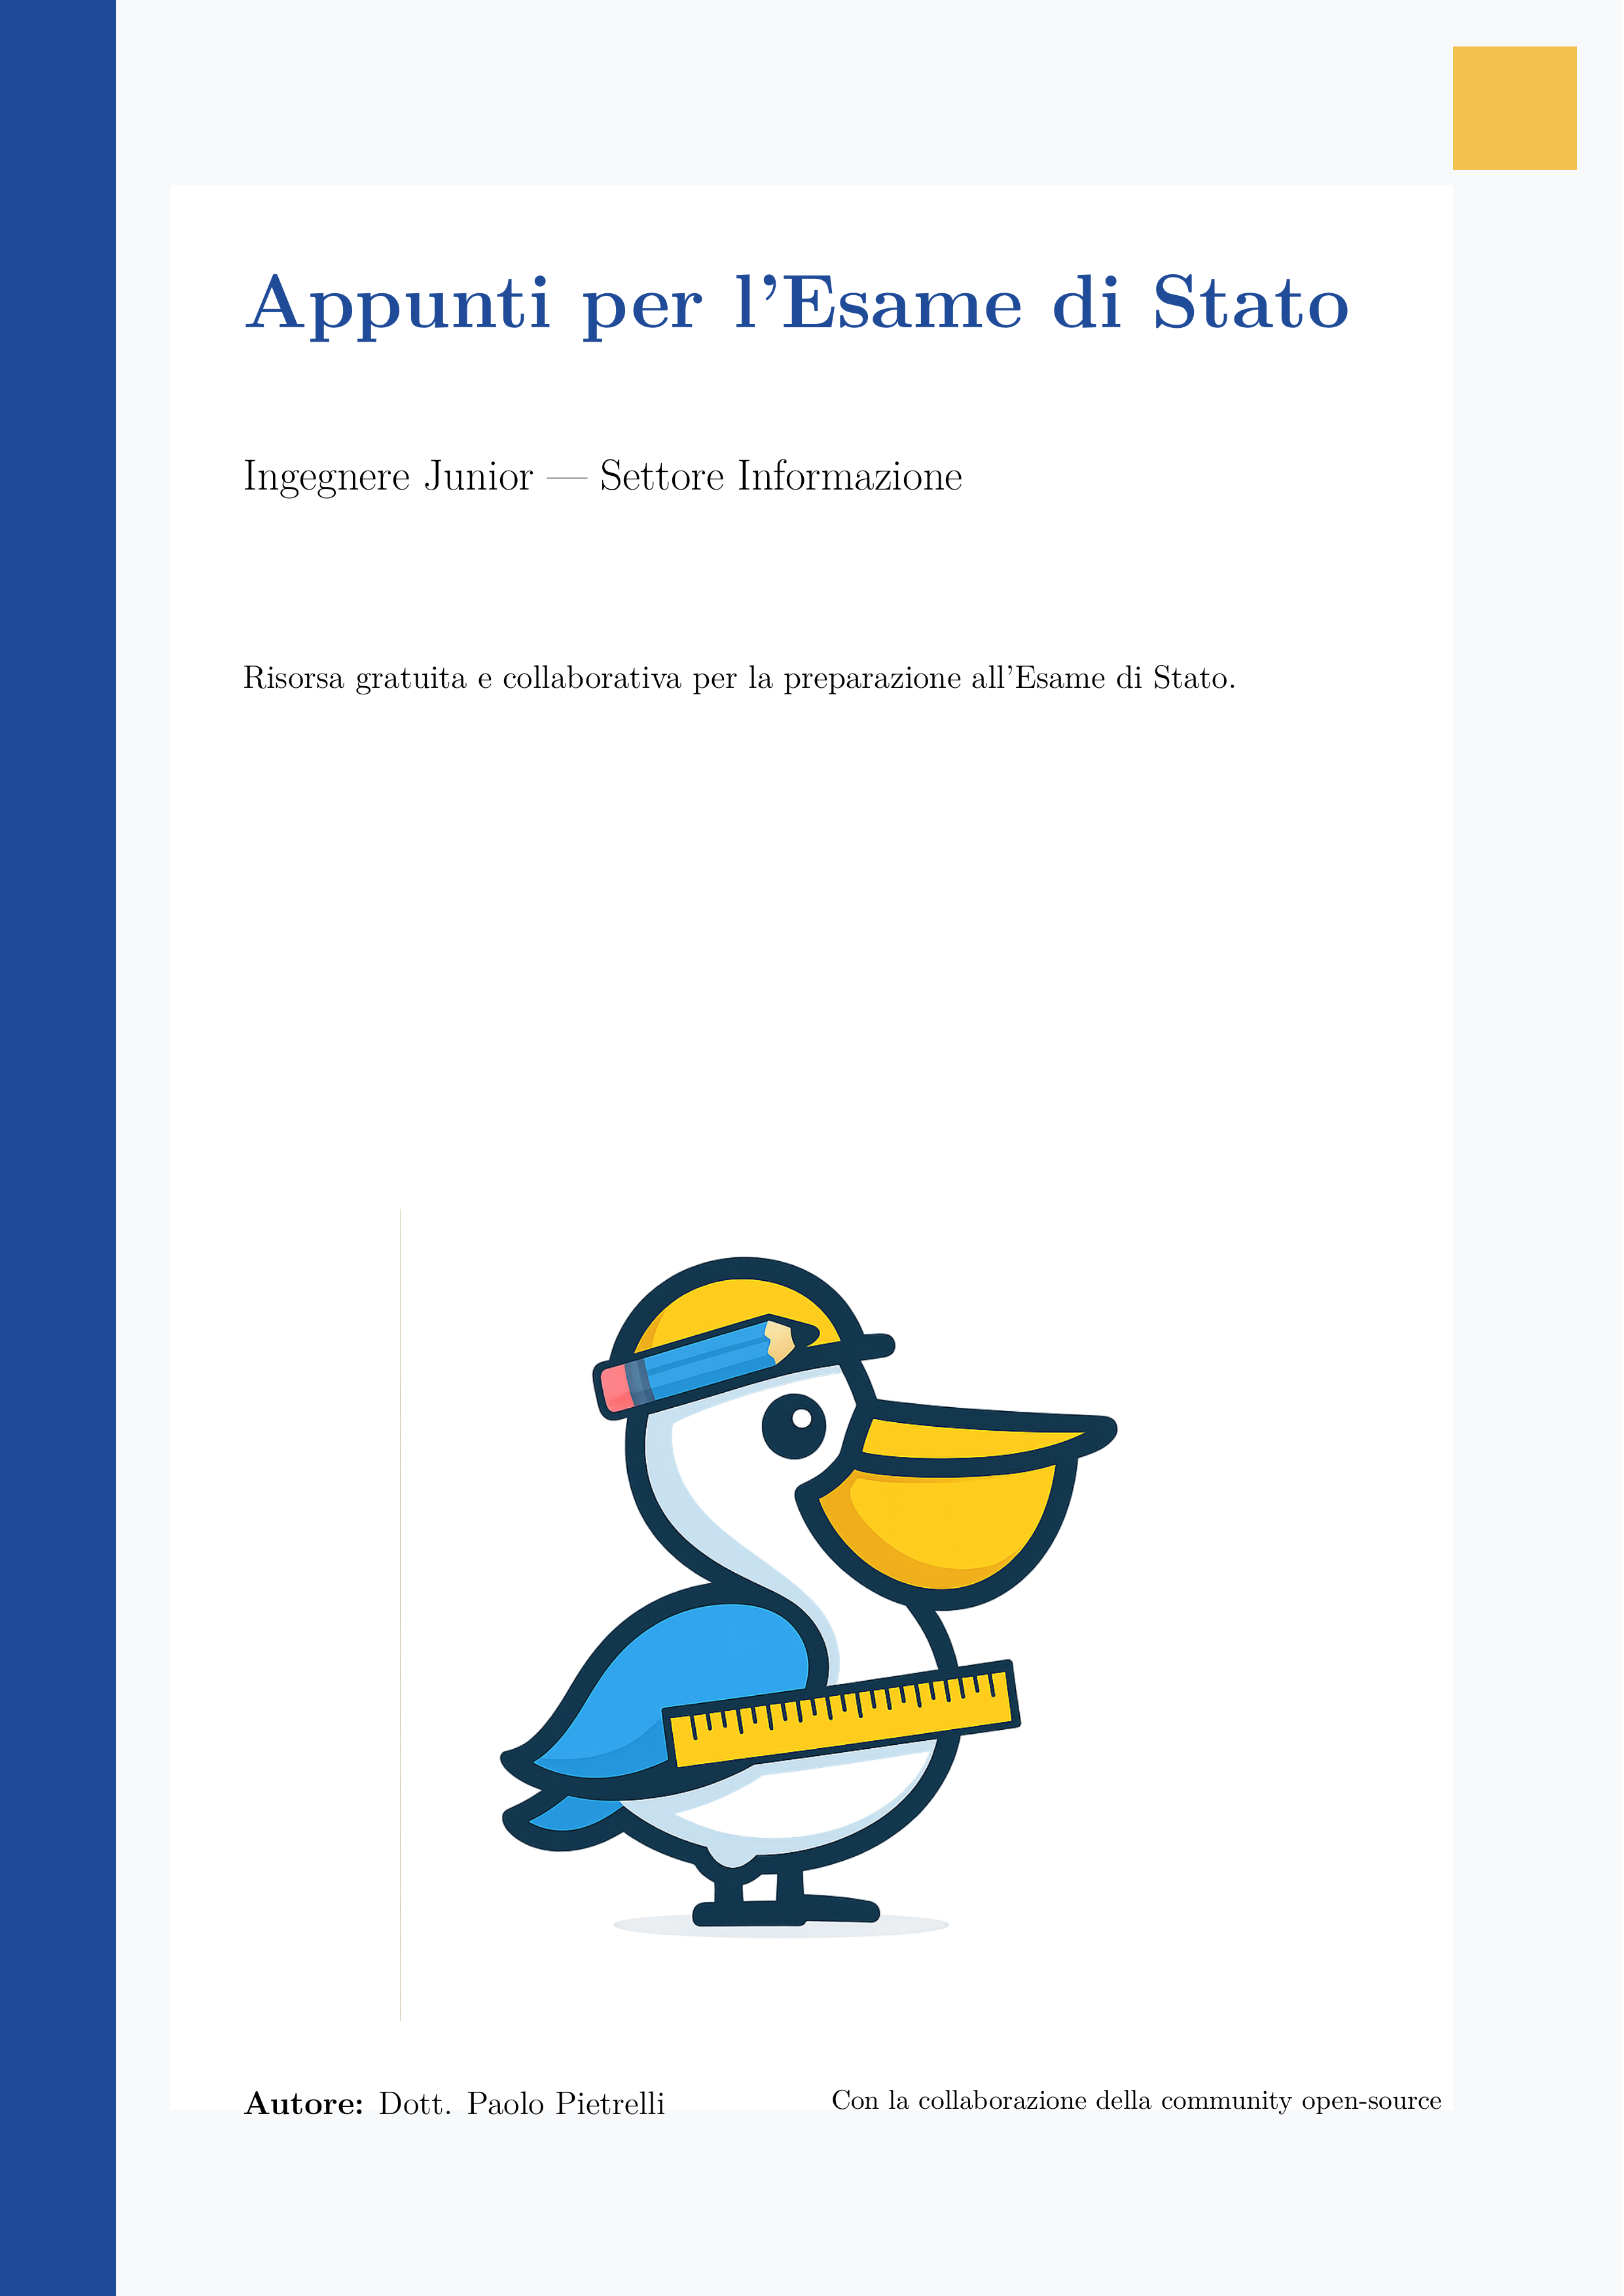 Appunti per l'Esame di Stato
Ingegnere Junior — Settore Informazione
Risorsa gratuita e collaborativa per la preparazione all'Esame di Stato.
Autore: Dott. Paolo Pietrelli
Con la collaborazione della community open-source